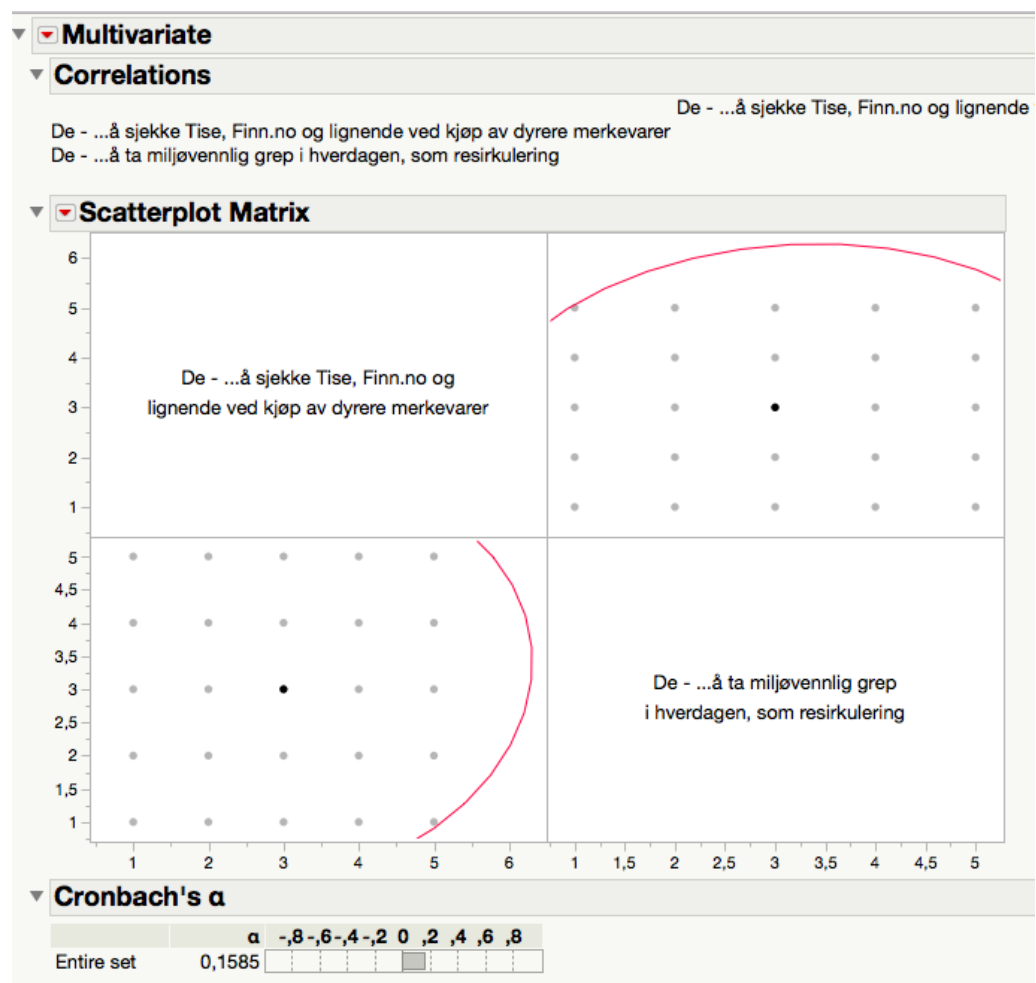 Multivariate
Correlations
De - ...å sjekke Tise, Finn.no og lignende
De - ...å sjekke Tise, Finn.no og lignende ved kjøp av dyrere merkevarer
De - ...å ta miljøvennlig grep i hverdagen, som resirkulering
Scatterplot Matrix
6
5
4
3
2
1
De - ...å sjekke Tise, Finn.no og
lignende ved kjøp av dyrere merkevarer
5
4,5
4
3,5
3
2,5
2
1,5
1
De - ...å ta miljøvennlig grep
i hverdagen, som resirkulering
1 2 3 4 5 6 1 1,5 2 2,5 3 3,5 4 4,5 5
Cronbach's α
α -,8 -,6 -,4 -,2 0 ,2 ,4 ,6 ,8
Entire set 0,1585